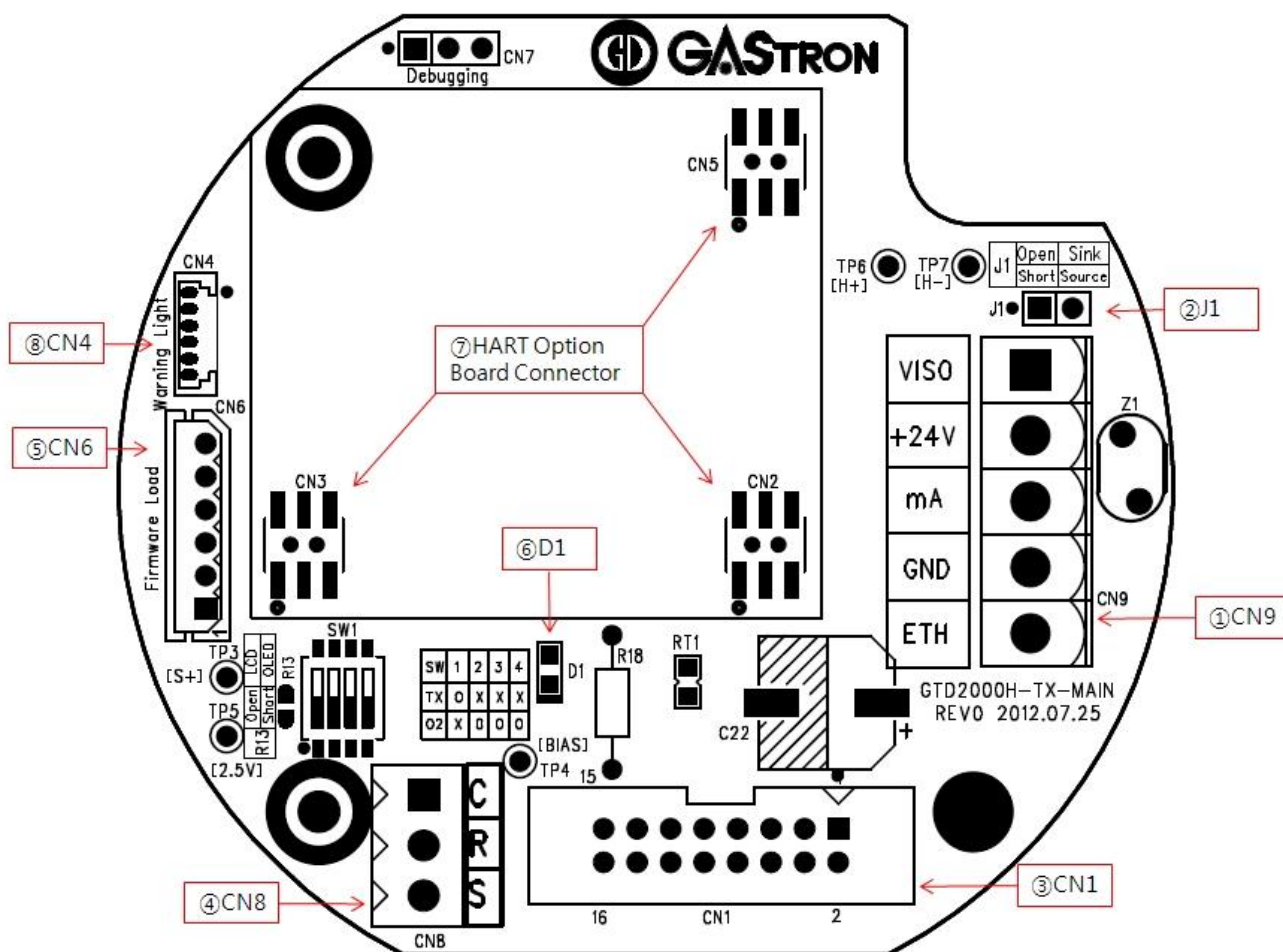 CN7
Debugging
GASTRON
CN5
TP6
[H+]
TP7
[H-]
J1 Open Sink
Short Source
J1
②J1
CN4
Warning Light
⑧CN4
⑦HART Option
Board Connector
VISO
+24V
mA
GND
ETH
Z1
CN9
①CN9
CN6
Firmware Load
1
⑤CN6
CN3
CN2
⑥D1
D1
TP3
[S+]
TP5
[2.5V]
LCD OLED
Open Short
R13
R13
SW1
SW 1 2 3 4
TX O X X X
O2 X O O O
[BIAS]
TP4
R18
15
RT1
C22
+
GTD2000H-TX-MAIN
REV0 2012.07.25
C
R
S
④CN8
CN8
16
CN1
2
③CN1